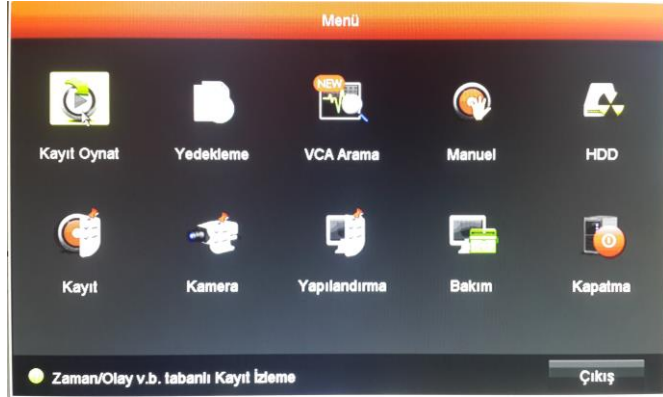 Menü
NEW
Kayıt Oynat Yedekleme VCA Arama Manuel HDD
Kayıt Kamera Yapılandırma Bakım Kapatma
Zaman/Olay v.b. tabanlı Kayıt İzleme Çıkış